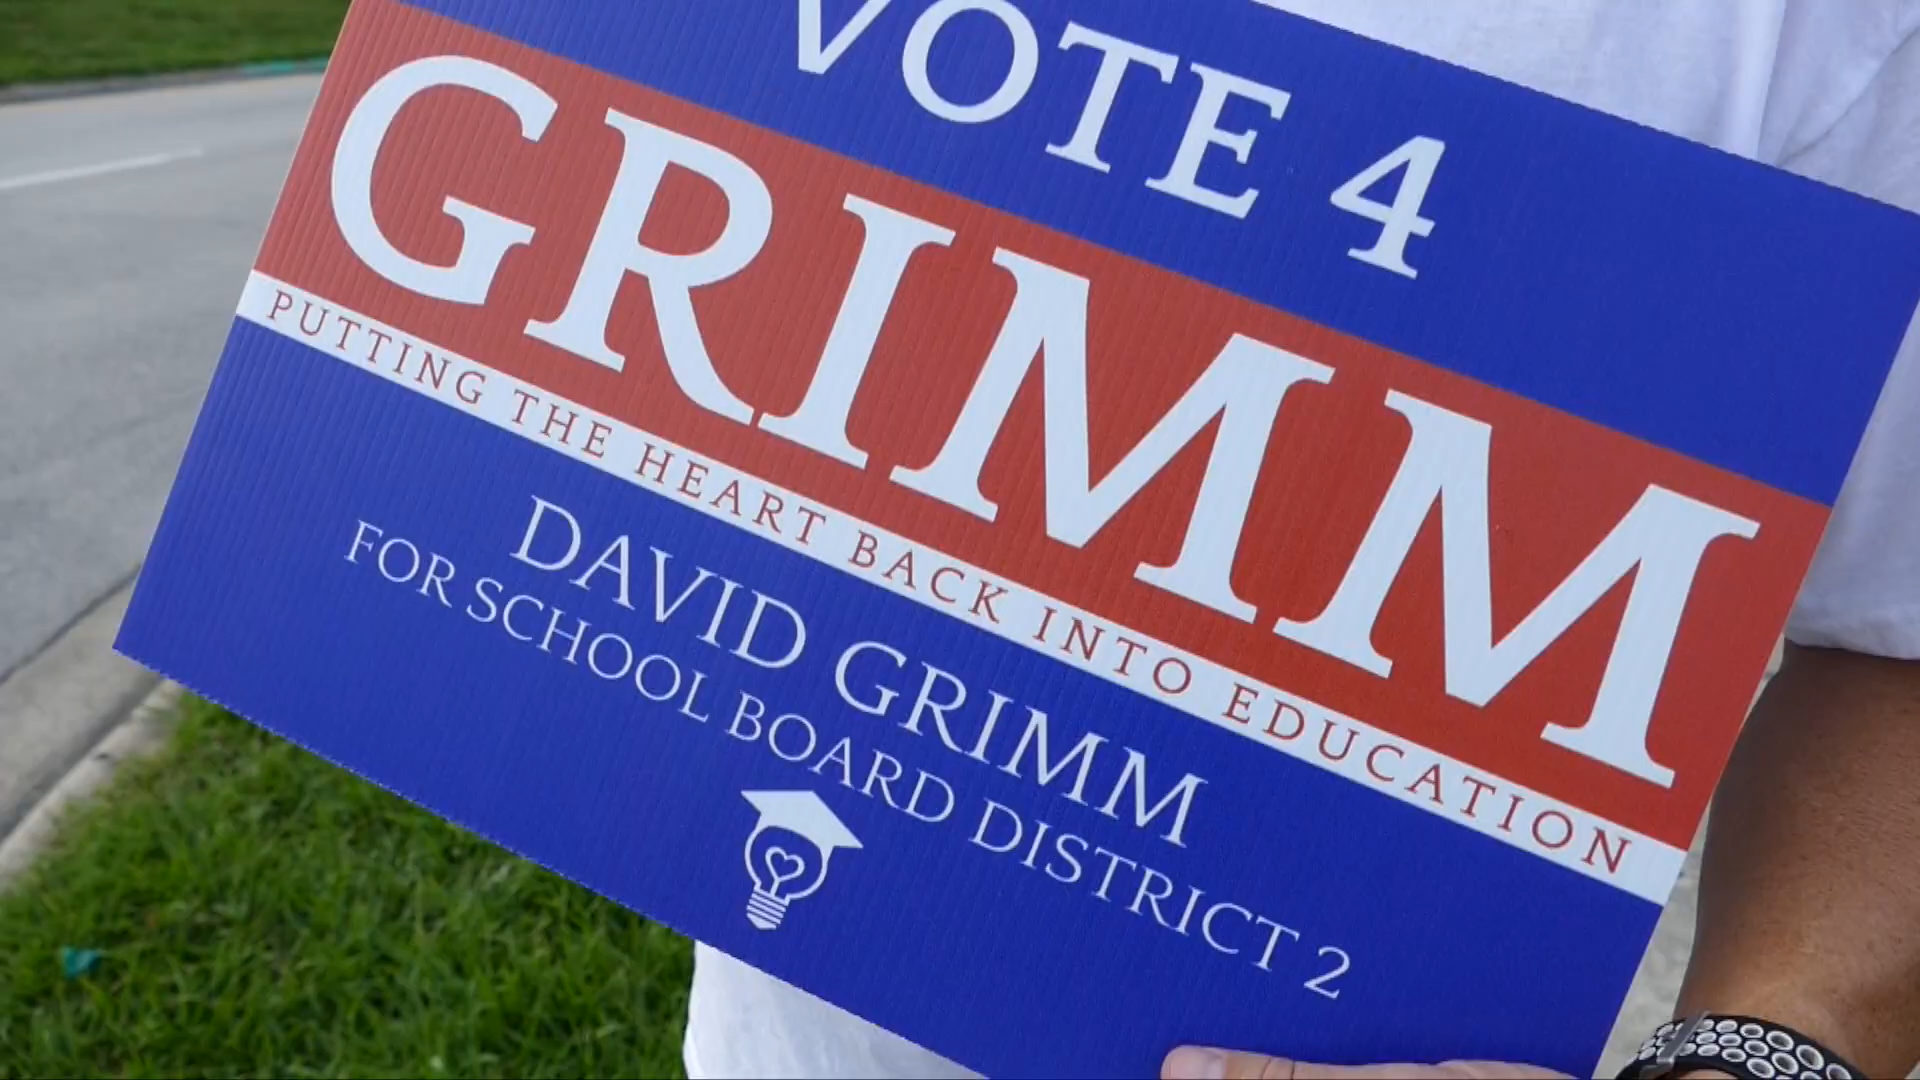 VOTE 4
GRIMM
PUTTING THE HEART BACK INTO EDUCATION
DAVID GRIMM
FOR SCHOOL BOARD DISTRICT 2